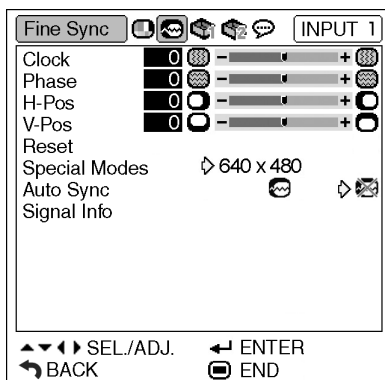 Fine Sync INPUT 1
Clock 0 - +
Phase 0 - +
H-Pos 0 - +
V-Pos 0 - +
Reset
Special Modes 640 x 480
Auto Sync
Signal Info
SEL./ADJ. ENTER
BACK END